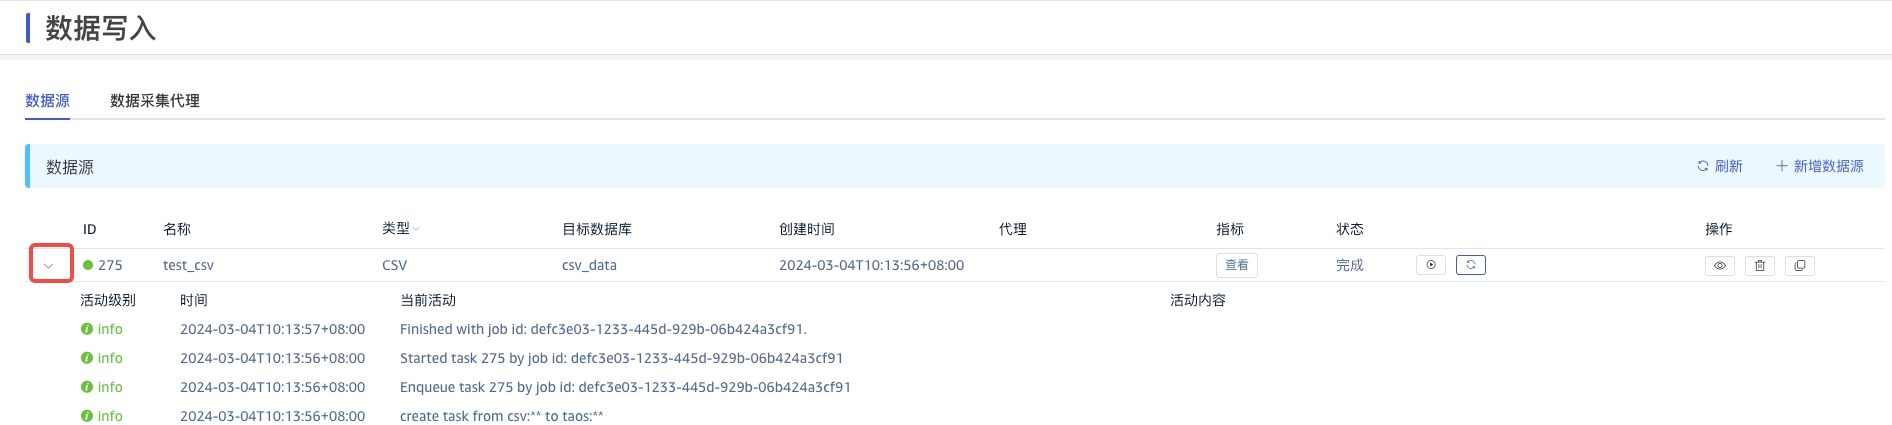 数据写入
数据源 数据采集代理
数据源 刷新 新增数据源
ID 名称 类型 目标数据库 创建时间 代理 指标 状态 操作
275 test_csv CSV csv_data 2024-03-04T10:13:56+08:00 查看 完成
活动级别 时间 当前活动 活动内容
info 2024-03-04T10:13:57+08:00 Finished with job id: defc3e03-1233-445d-929b-06b424a3cf91.
info 2024-03-04T10:13:56+08:00 Started task 275 by job id: defc3e03-1233-445d-929b-06b424a3cf91
info 2024-03-04T10:13:56+08:00 Enqueue task 275 by job id: defc3e03-1233-445d-929b-06b424a3cf91
info 2024-03-04T10:13:56+08:00 create task from csv:** to taos:**